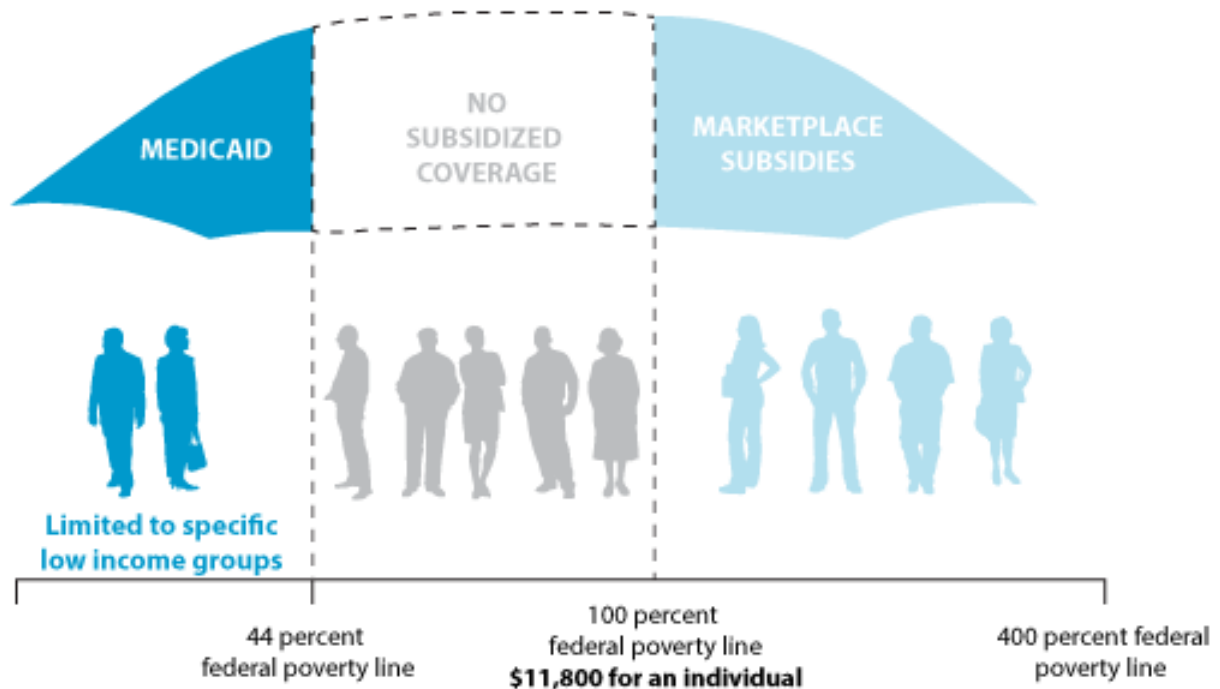 MEDICAID
NO
SUBSIDIZED
COVERAGE
MARKETPLACE
SUBSIDIES
Limited to specific
low income groups
44 percent
federal poverty line
100 percent
federal poverty line
$11,800 for an individual
400 percent federal
poverty line